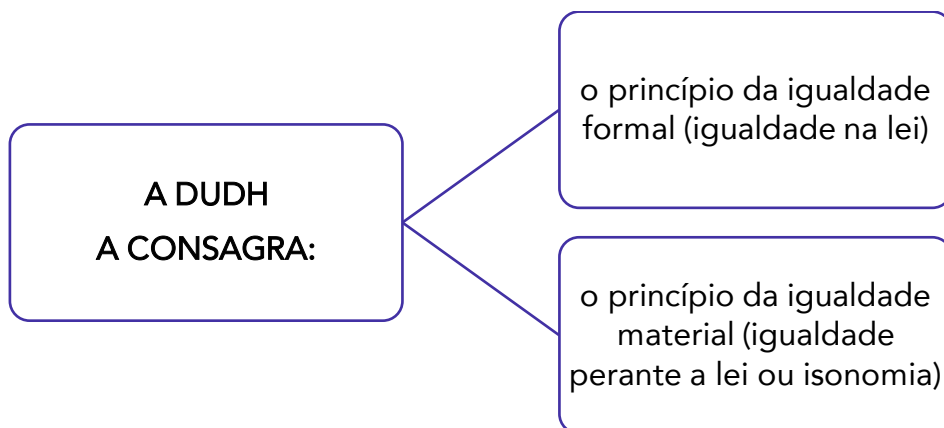 A DUDH
A CONSAGRA:
o princípio da igualdade
formal (igualdade na lei)
o princípio da igualdade
material (igualdade
perante a lei ou isonomia)